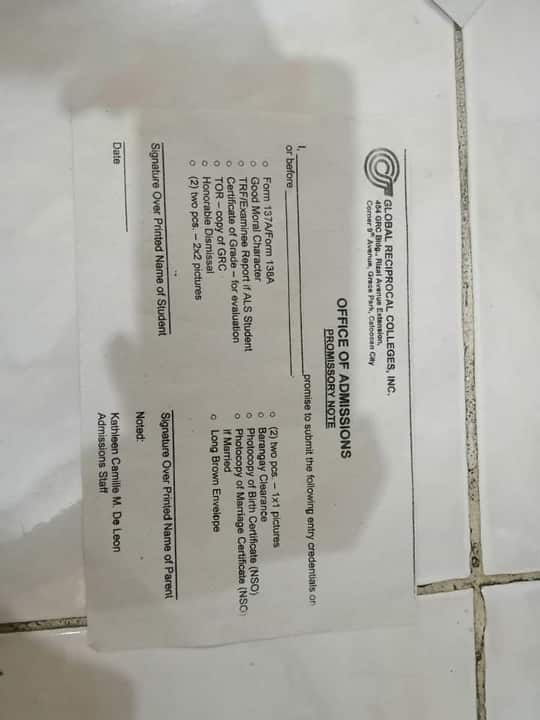 GLOBAL RECIPROCAL COLLEGES, INC.
454 GRC Bldg., Rizal Avenue Extension,
Corner 9th Avenue, Grace Park, Caloocan City
OFFICE OF ADMISSIONS
PROMISSORY NOTE
I, ____________________ promise to submit the following entry credentials on
or before ____________________.
○ Form 137A/Form 138A
○ Good Moral Character
○ TRF/Examinee Report if ALS Student
○ Certificate of Grade – for evaluation
○ TOR – copy of GRC
○ Honorable Dismissal
○ (2) two pcs. – 2x2 pictures
○ (2) two pcs. – 1x1 pictures
○ Barangay Clearance
○ Photocopy of Birth Certificate (NSO)
○ Photocopy of Marriage Certificate (NSO)
if Married
○ Long Brown Envelope
Signature Over Printed Name of Student
Signature Over Printed Name of Parent
Date ____________
Noted:
Kathleen Camille M. De Leon
Admissions Staff